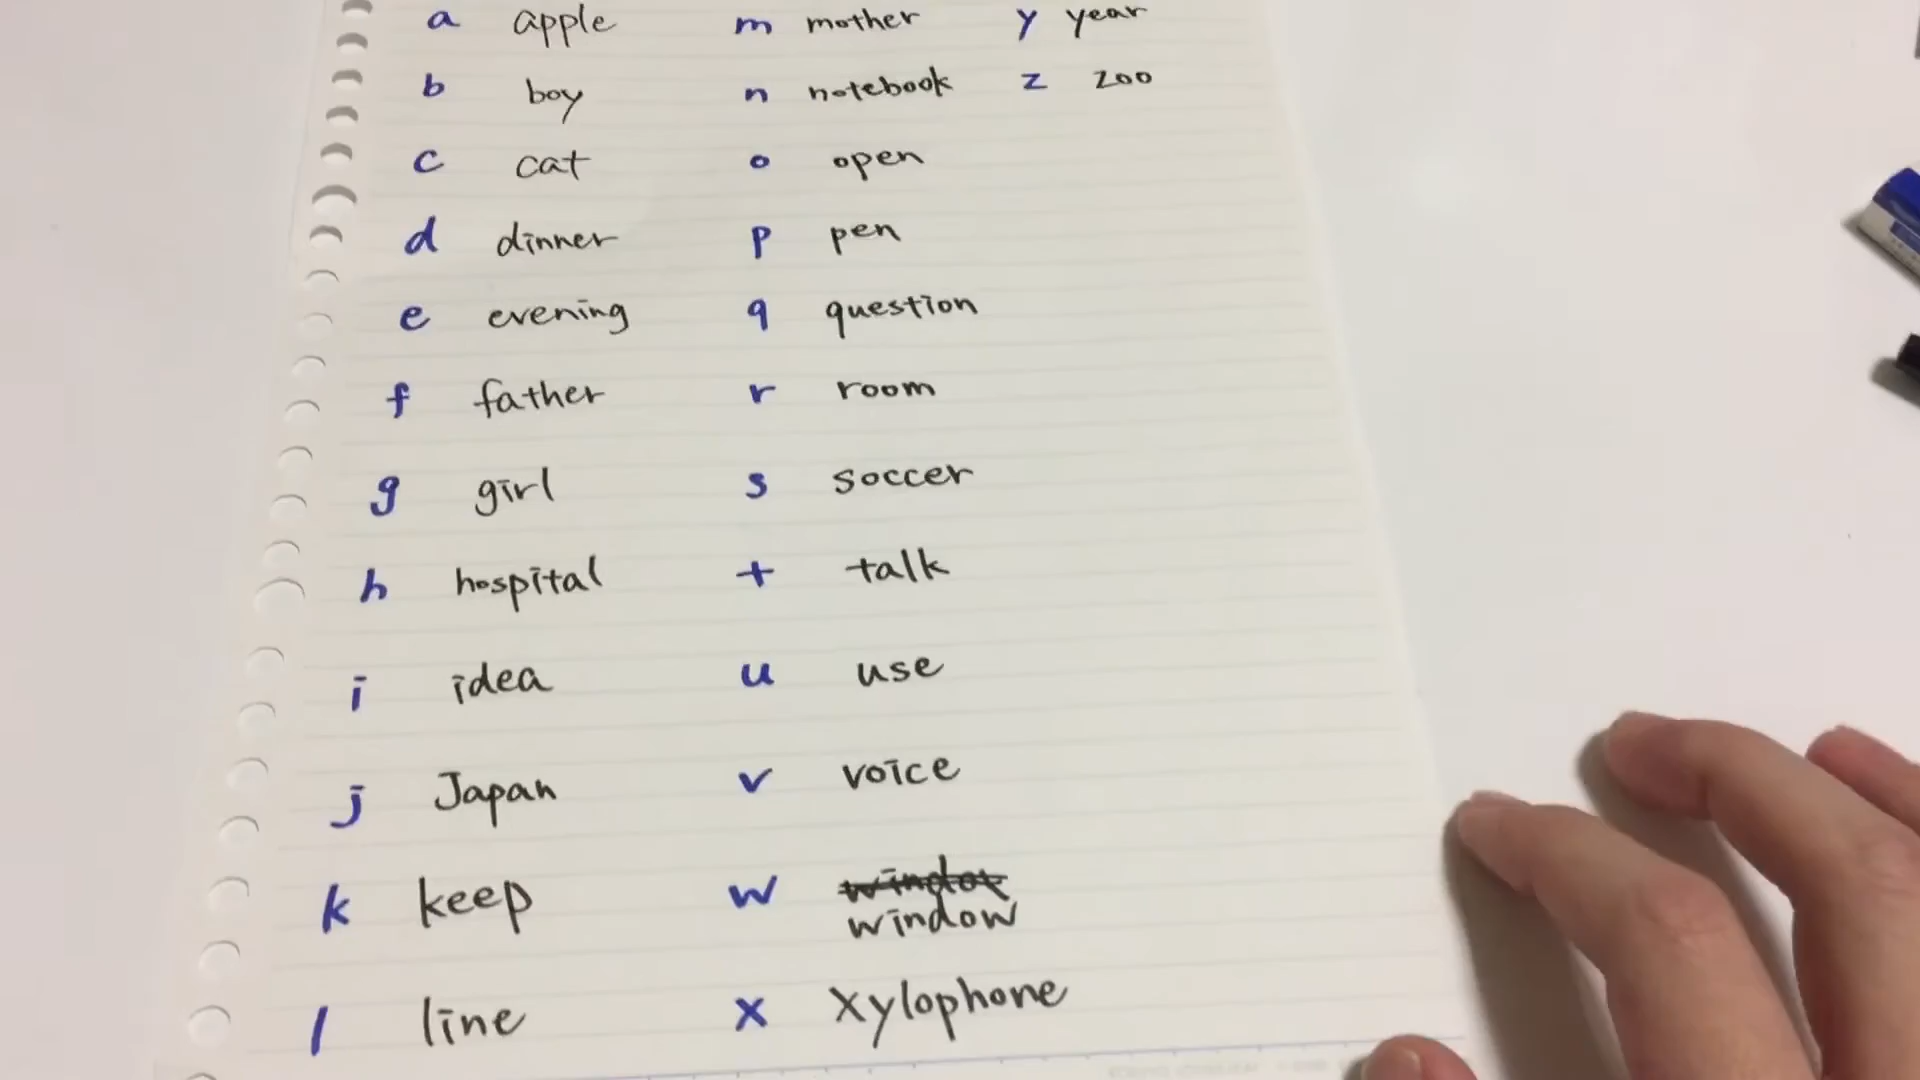 a apple
b boy
c cat
d dinner
e evening
f father
g girl
h hospital
i idea
j Japan
k keep
l line
m mother
n notebook
o open
p pen
q question
r room
s soccer
t talk
u use
v voice
w window
x xylophone
y year
z zoo